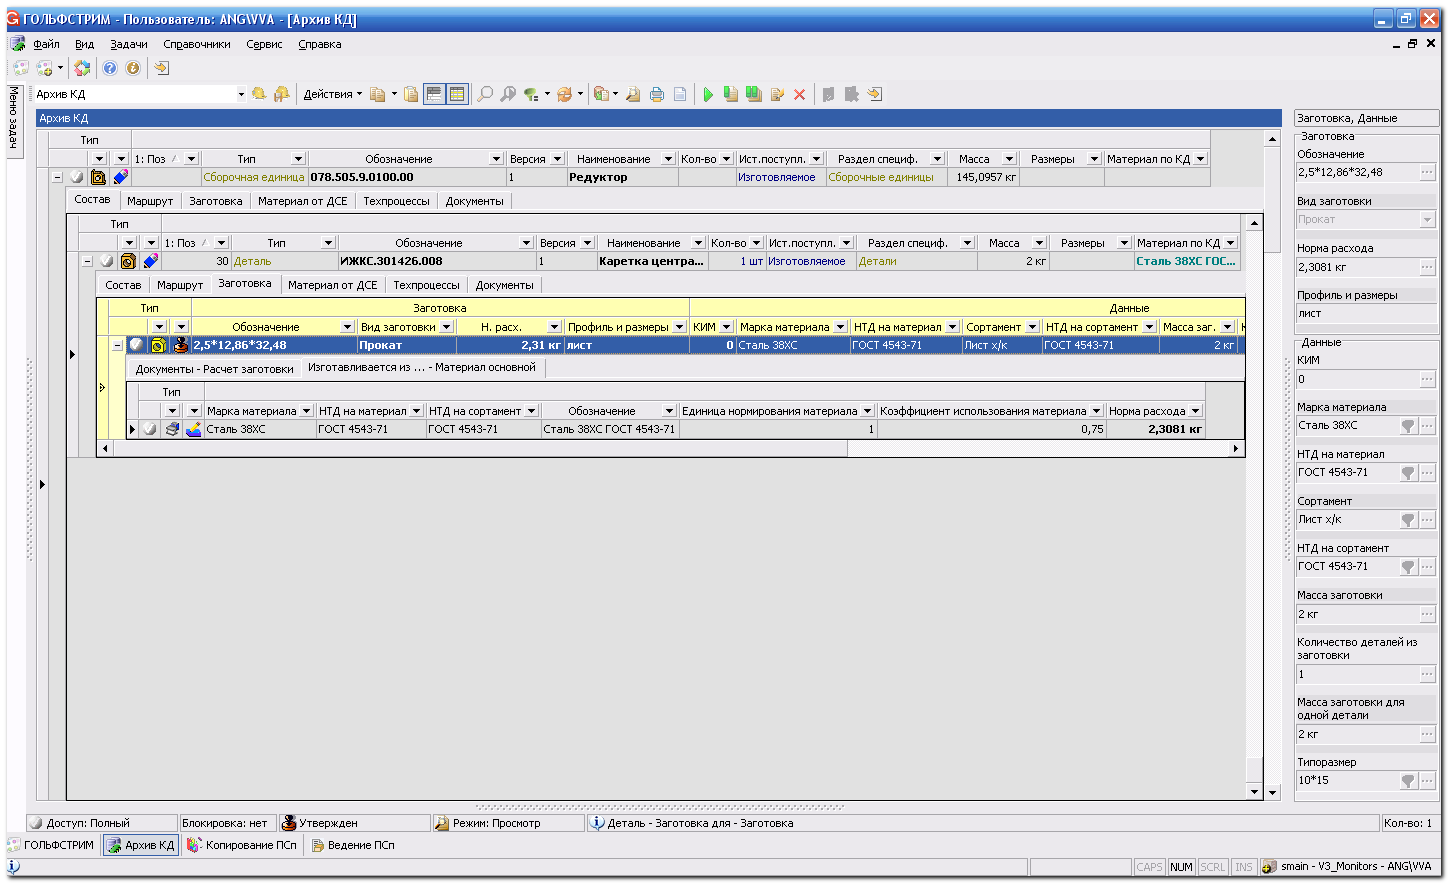 ГОЛЬФСТРИМ - Пользователь: ANG\VVA - [Архив КД]
Файл Вид Задачи Справочники Сервис Справка
Меню задач
Архив КД Действия
Архив КД
Тип
1: Поз Тип Обозначение Версия Наименование Кол-во Ист.поступл. Раздел специф. Масса Размеры Материал по КД
Сборочная единица 078.505.9.0100.00 1 Редуктор Изготовляемое Сборочные единицы 145,0957 кг
Состав Маршрут Заготовка Материал от ДСЕ Техпроцессы Документы
Тип
1: Поз Тип Обозначение Версия Наименование Кол-во Ист.поступл. Раздел специф. Масса Размеры Материал по КД
30 Деталь ИЖКС.301426.008 1 Каретка центра... 1 шт Изготовляемое Детали 2 кг Сталь 38ХС ГОС...
Состав Маршрут Заготовка Материал от ДСЕ Техпроцессы Документы
Тип Заготовка Данные
Обозначение Вид заготовки Н. расх. Профиль и размеры КИМ Марка материала НТД на материал Сортамент НТД на сортамент Масса заг.
2,5*12,86*32,48 Прокат 2,31 кг лист 0 Сталь 38ХС ГОСТ 4543-71 Лист х/к ГОСТ 4543-71 2 кг
Документы - Расчет заготовки Изготавливается из ... - Материал основной
Тип
Марка материала НТД на материал НТД на сортамент Обозначение Единица нормирования материала Коэффициент использования материала Норма расхода
Сталь 38ХС ГОСТ 4543-71 ГОСТ 4543-71 Сталь 38ХС ГОСТ 4543-71 1 0,75 2,3081 кг
Заготовка, Данные
Заготовка
Обозначение
2,5*12,86*32,48
Вид заготовки
Прокат
Норма расхода
2,3081 кг
Профиль и размеры
лист
Данные
КИМ
0
Марка материала
Сталь 38ХС
НТД на материал
ГОСТ 4543-71
Сортамент
Лист х/к
НТД на сортамент
ГОСТ 4543-71
Масса заготовки
2 кг
Количество деталей из
заготовки
1
Масса заготовки для
одной детали
2 кг
Типоразмер
10*15
Доступ: Полный Блокировка: нет Утвержден Режим: Просмотр Деталь - Заготовка для - Заготовка Кол-во: 1
ГОЛЬФСТРИМ Архив КД Копирование ПСп Ведение ПСп
CAPS NUM SCRL INS smain - V3_Monitors - ANG\VVA